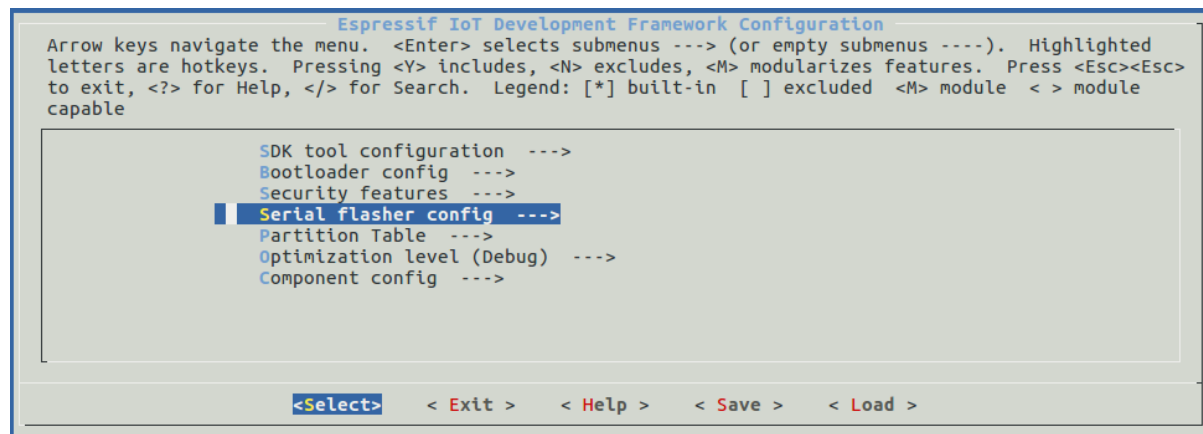 Espressif IoT Development Framework Configuration
Arrow keys navigate the menu.  <Enter> selects submenus ---> (or empty submenus ----).  Highlighted
letters are hotkeys.  Pressing <Y> includes, <N> excludes, <M> modularizes features.  Press <Esc><Esc>
to exit, <?> for Help, </> for Search.  Legend: [*] built-in  [ ] excluded  <M> module  < > module
capable
SDK tool configuration  --->
Bootloader config  --->
Security features  --->
Serial flasher config  --->
Partition Table  --->
Optimization level (Debug)  --->
Component config  --->
<Select>    < Exit >    < Help >    < Save >    < Load >